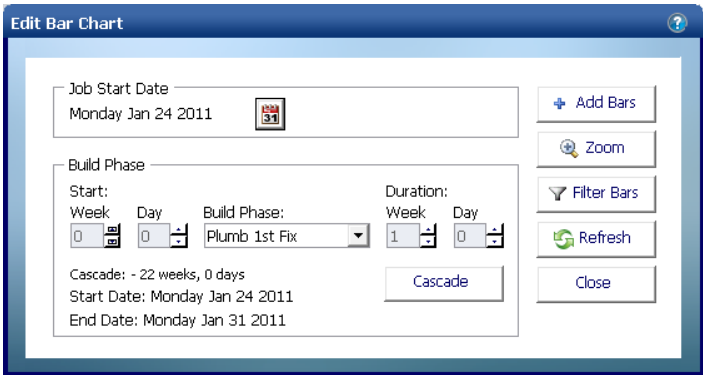 Edit Bar Chart
?
Job Start Date
Monday Jan 24 2011
31
Build Phase
Start:
Duration:
Week Day Build Phase: Week Day
0 0 Plumb 1st Fix 1 0
Cascade: - 22 weeks, 0 days
Start Date: Monday Jan 24 2011
End Date: Monday Jan 31 2011
Cascade
Add Bars
Zoom
Filter Bars
Refresh
Close